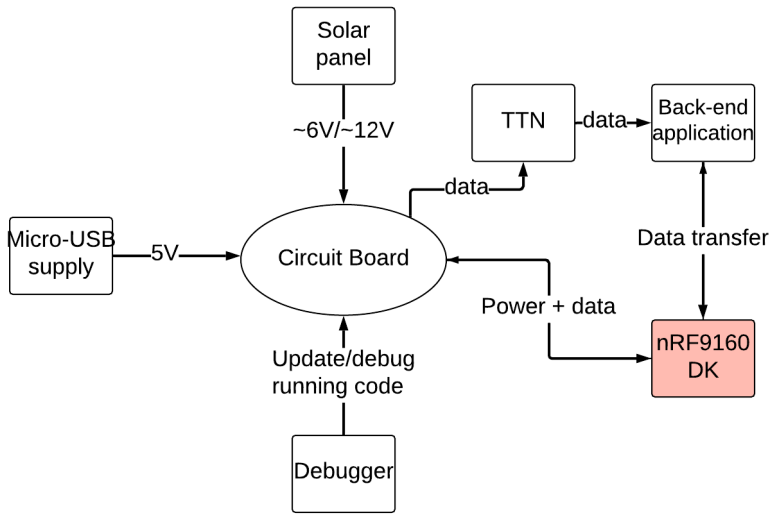 Solar
panel
~6V/~12V
TTN
data
Back-end
application
data
Micro-USB
supply
5V
Circuit Board
Data transfer
Power + data
nRF9160
DK
Update/debug
running code
Debugger